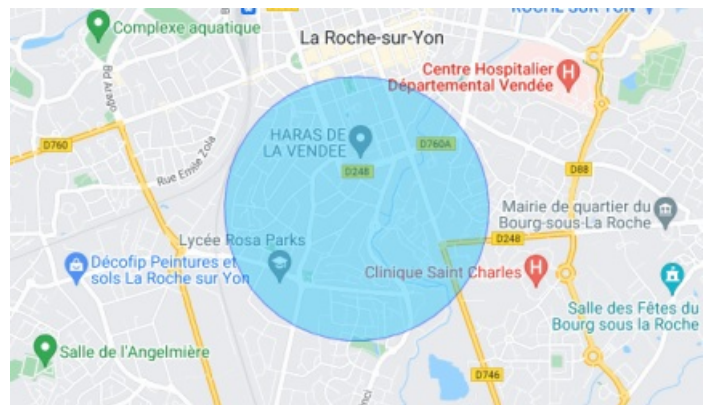 ROCHE SUR YON
Complexe aquatique
La Roche-sur-Yon
Centre Hospitalier
Départemental Vendée
H
Bd Arago
HARAS DE
LA VENDEE
D760A
D760
D248
D88
Rue Emile Zola
Mairie de quartier du
Bourg-sous-La Roche
Lycée Rosa Parks
D248
Décofip Peintures et
sols La Roche sur Yon
Clinique Saint Charles
H
Salle des Fêtes du
Bourg sous la Roche
Salle de l'Angelmière
D746